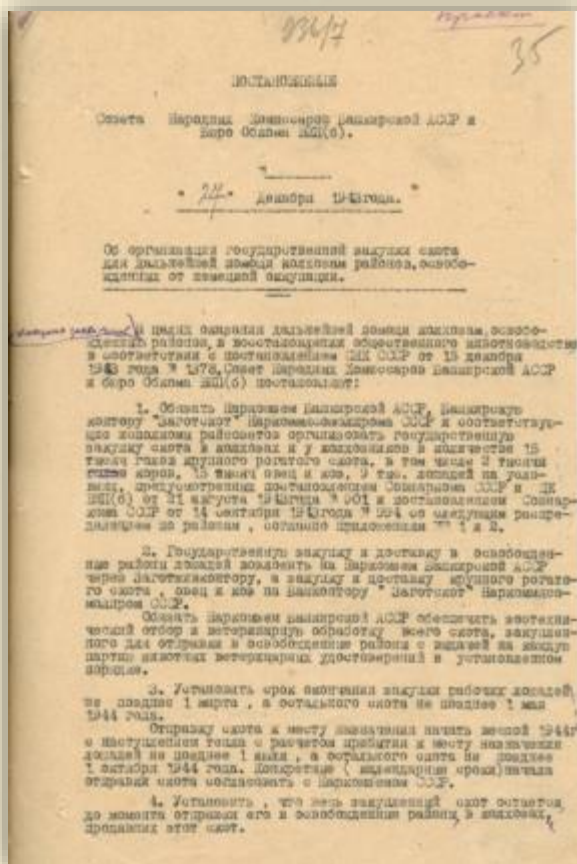 936/7
35
ПОСТАНОВЛЕНИЕ
Совета Народных Комиссаров Башкирской АССР и
Бюро Обкома ВКП(б).
" 27 " декабря 1943 года.
Об организации государственной закупки скота
для дальнейшей помощи колхозам районов, освобо-
жденных от немецкой оккупации.
В целях оказания дальнейшей помощи колхозам, освобо-
жденных районов, в восстановлении общественного животноводства
в соответствии с постановлением СНК СССР от 15 декабря
1943 года № 1378, Совет Народных Комиссаров Башкирской АССР
и бюро Обкома ВКП(б) постановляют:
1. Обязать Наркомзем Башкирской АССР, Башкирскую
контору "Заготскот" Наркоммясомолпрома СССР и соответствую-
щие исполкомы райсоветов организовать государственную
закупку скота в колхозах и у колхозников в количестве 15
тысяч голов крупного рогатого скота, в том числе 2 тысячи
коров, 35 тысяч овец и коз, 3 тыс. лошадей на усло-
виях, предусмотренных постановлением Совнаркома СССР и ЦК
ВКП(б) от 21 августа 1943 года № 901 и постановлением Совнар-
кома СССР от 14 сентября 1943 года № 994 со следующим распре-
делением по районам, согласно приложениям №№ 1 и 2.
2. Государственную закупку и доставку в освобожден-
ные районы лошадей возложить на Наркомзем Башкирской АССР
через Заготконконтору, а закупку и доставку крупного рогато-
го скота, овец и коз на Башконтору "Заготскот" Наркоммясо-
молпром СССР.
Обязать Наркомзем Башкирской АССР обеспечить зоотехни-
ческий отбор и ветеринарную обработку всего скота, закуплен-
ного для отправки в освобожденные районы с выдачей на каждую
партию животных ветеринарных удостоверений в установленном
порядке.
3. Установить срок окончания закупки рабочих лошадей
не позднее 1 марта, а остального скота не позднее 1 мая
1944 года.
Отправку скота к месту назначения начать весной 1944г
с наступлением тепла с расчетом прибытия к месту назначения
лошадей не позднее 1 июня, а остального скота не позднее
1 октября 1944 года. Конкретные ( календарные сроки) начала
отправки скота согласовать с Наркомземом СССР.
4. Установить, что весь закупленный скот остается
до момента отправки его в освобожденные районы, в колхозах,
продавших этот скот.